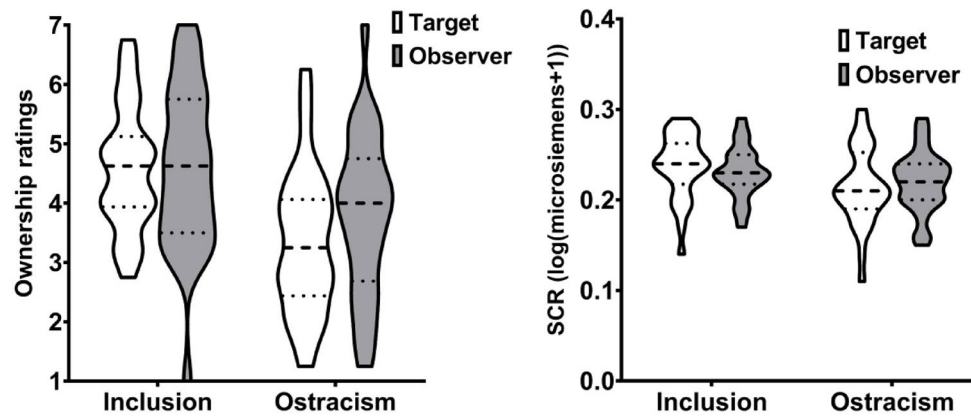 Ownership ratings
7
6
5
4
3
2
1
Inclusion
Ostracism
Target
Observer
SCR (log(microsiemens+1))
0.4
0.3
0.2
0.1
0.0
Inclusion
Ostracism
Target
Observer